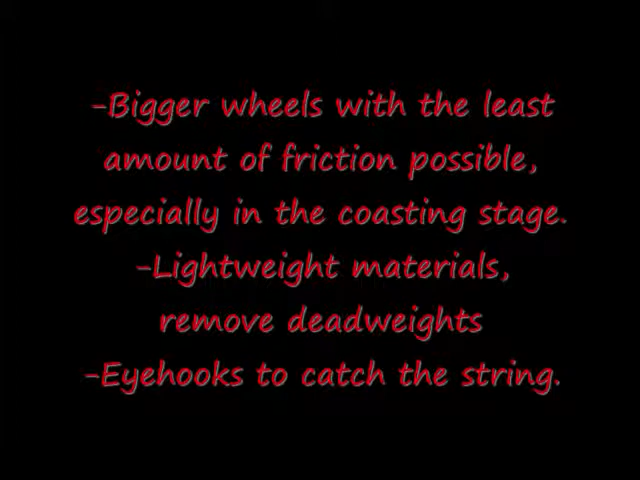 -Bigger wheels with the least
amount of friction possible,
especially in the coasting stage.
-Lightweight materials,
remove deadweights
-Eyehooks to catch the string.